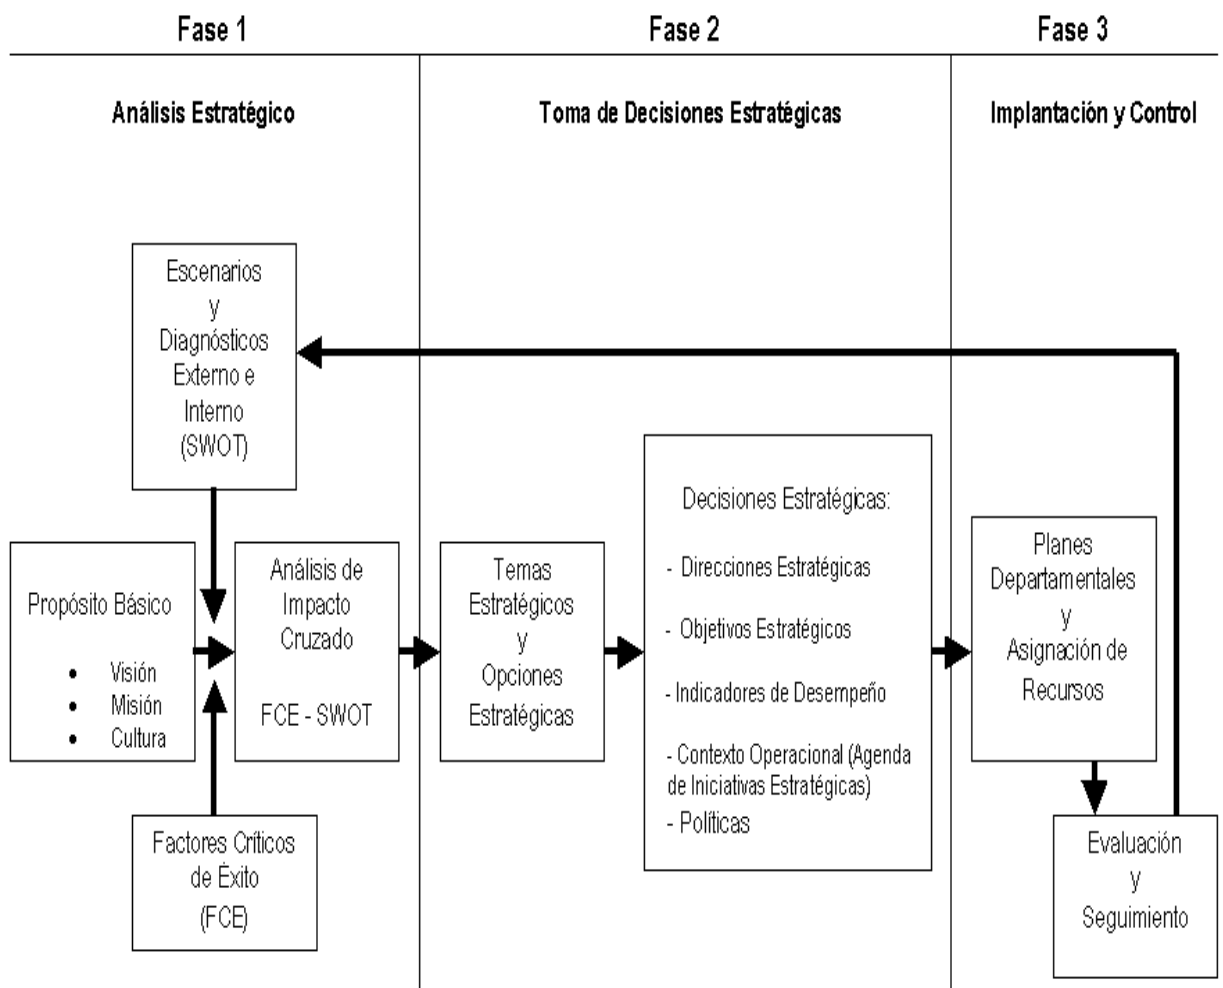 Fase 1
Fase 2
Fase 3
Análisis Estratégico
Toma de Decisiones Estratégicas
Implantación y Control
Escenarios
y
Diagnósticos
Externo e
Interno
(SWOT)
Propósito Básico
• Visión
• Misión
• Cultura
Factores Críticos
de Éxito
(FCE)
Análisis de
Impacto
Cruzado
FCE - SWOT
Temas
Estratégicos
y
Opciones
Estratégicas
Decisiones Estratégicas:
- Direcciones Estratégicas
- Objetivos Estratégicos
- Indicadores de Desempeño
- Contexto Operacional (Agenda
de Iniciativas Estratégicas)
- Políticas
Planes
Departamentales
y
Asignación de
Recursos
Evaluación
y
Seguimiento